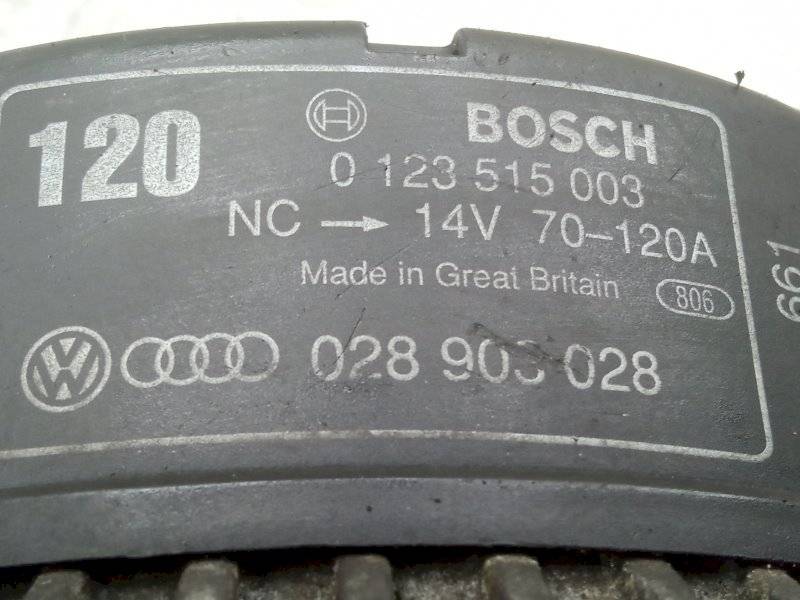 120
BOSCH
0 123 515 003
NC → 14V 70-120A
Made in Great Britain 806
VW 028 903 028
661